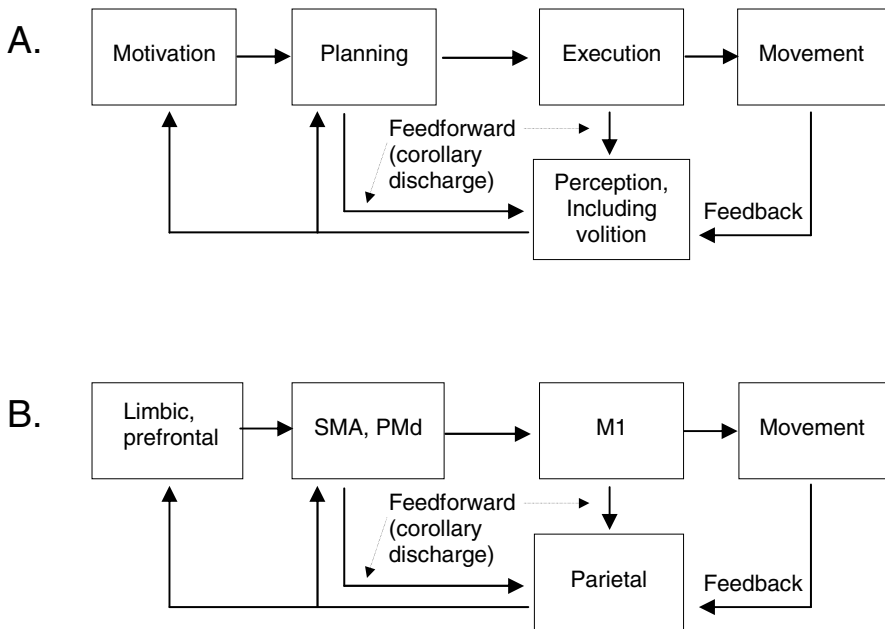 A.
Motivation
Planning
Execution
Movement
Feedforward
(corollary
discharge)
Perception,
Including
volition
Feedback
B.
Limbic,
prefrontal
SMA, PMd
M1
Movement
Feedforward
(corollary
discharge)
Parietal
Feedback